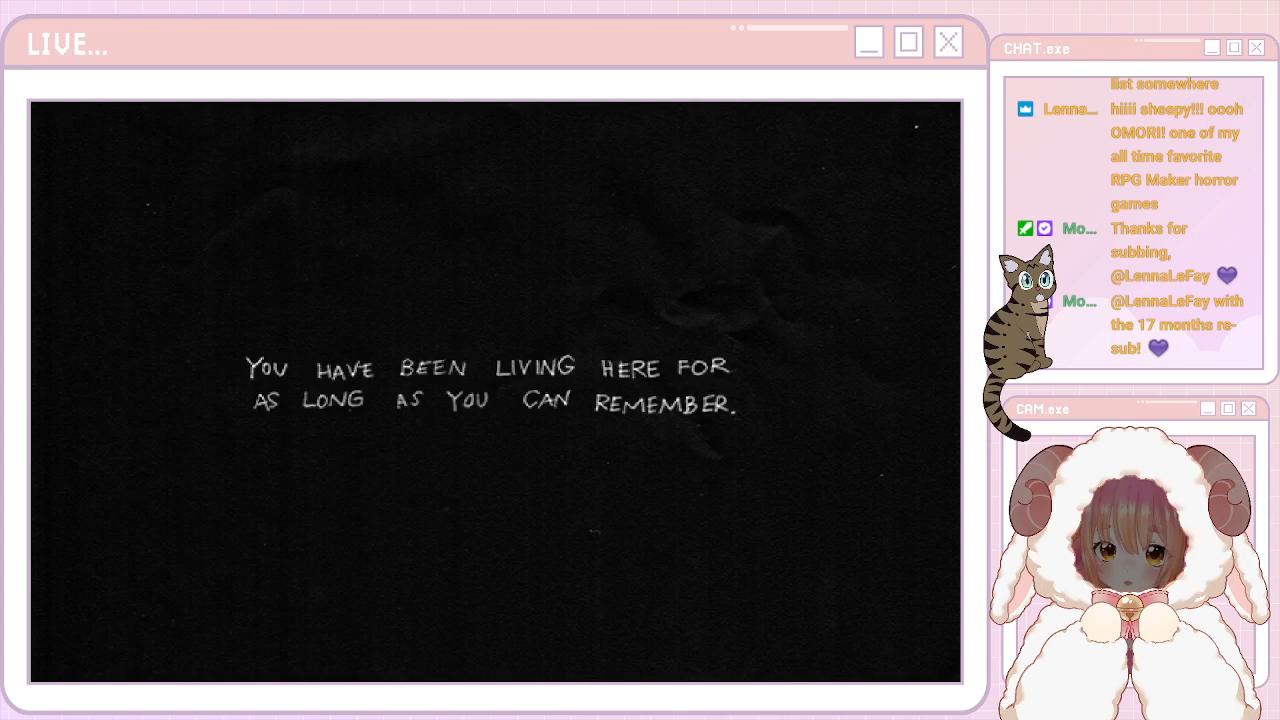 LIVE...
YOU HAVE BEEN LIVING HERE FOR
AS LONG AS YOU CAN REMEMBER.
CHAT.exe
list somewhere
Lenna... hiiii sheepy!!! oooh
OMORI! one of my
all time favorite
RPG Maker horror
games
Mo... Thanks for
subbing,
@LennaLeFay 💜
Mo... @LennaLeFay with
the 17 months re-
sub! 💜
CAM.exe